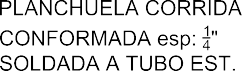 PLANCHUELA CORRIDA
CONFORMADA esp: 1/4"
SOLDADA A TUBO EST.